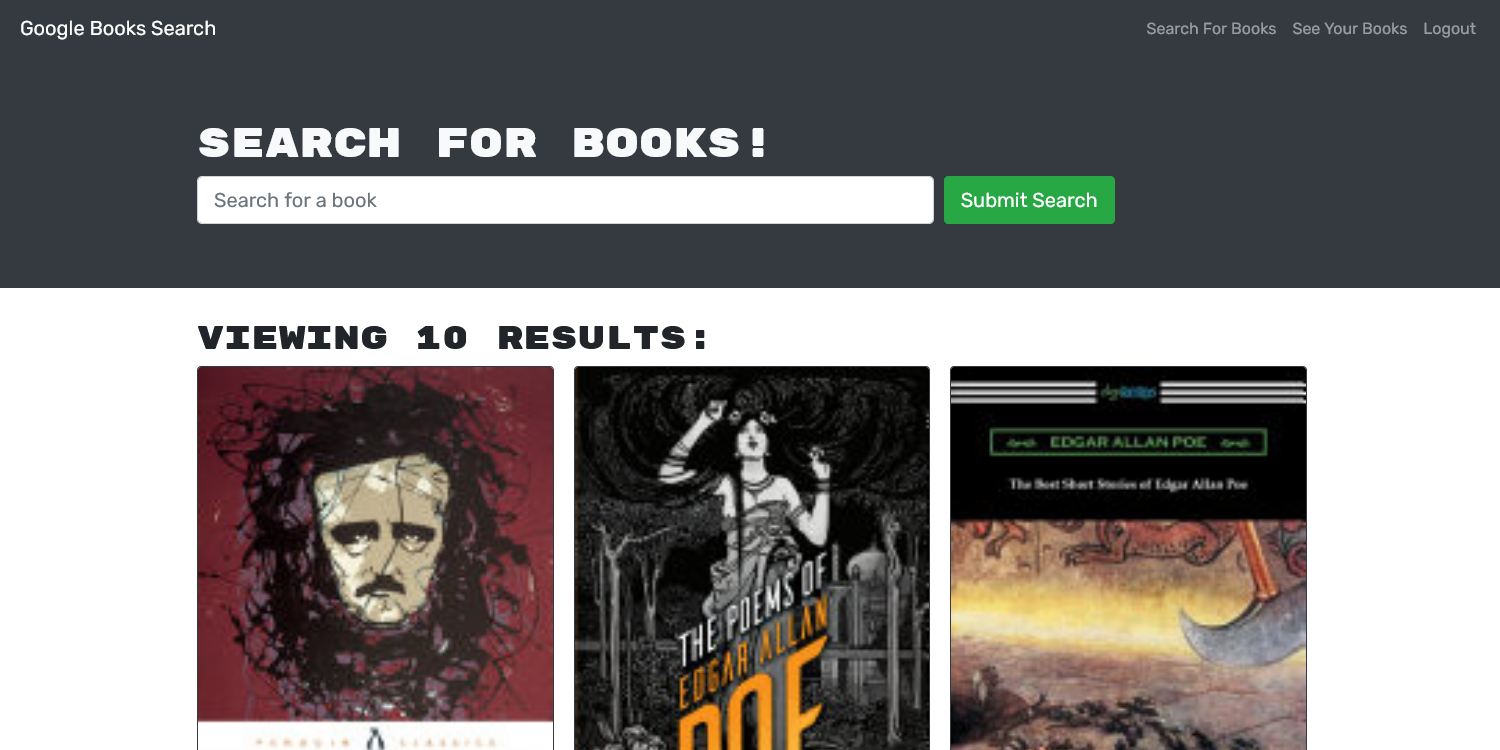 Google Books Search
Search For Books See Your Books Logout
SEARCH FOR BOOKS!
Search for a book
Submit Search
VIEWING 10 RESULTS:
PENGUIN CLASSICS
THE POEMS OF
EDGAR ALLAN
POE
EDGAR ALLAN POE
The Best Short Stories of Edgar Allan Poe